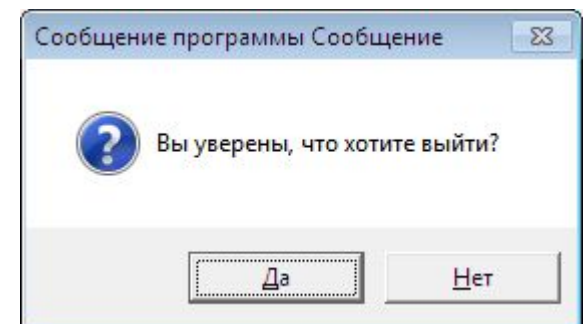 Сообщение программы Сообщение
Вы уверены, что хотите выйти?
Да
Нет